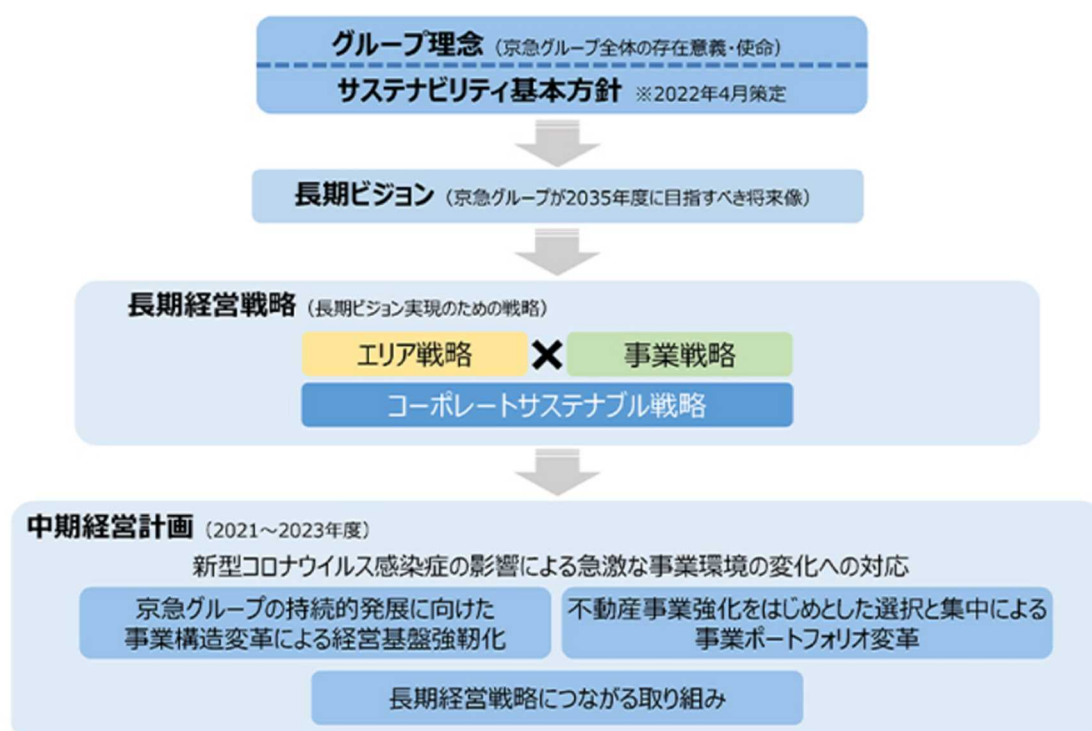 グループ理念（京急グループ全体の存在意義・使命）
サステナビリティ基本方針 ※2022年4月策定
長期ビジョン（京急グループが2035年度に目指すべき将来像）
長期経営戦略（長期ビジョン実現のための戦略）
エリア戦略 × 事業戦略
コーポレートサステナブル戦略
中期経営計画（2021～2023年度）
新型コロナウイルス感染症の影響による急激な事業環境の変化への対応
京急グループの持続的発展に向けた
事業構造変革による経営基盤強靭化
不動産事業強化をはじめとした選択と集中による
事業ポートフォリオ変革
長期経営戦略につながる取り組み